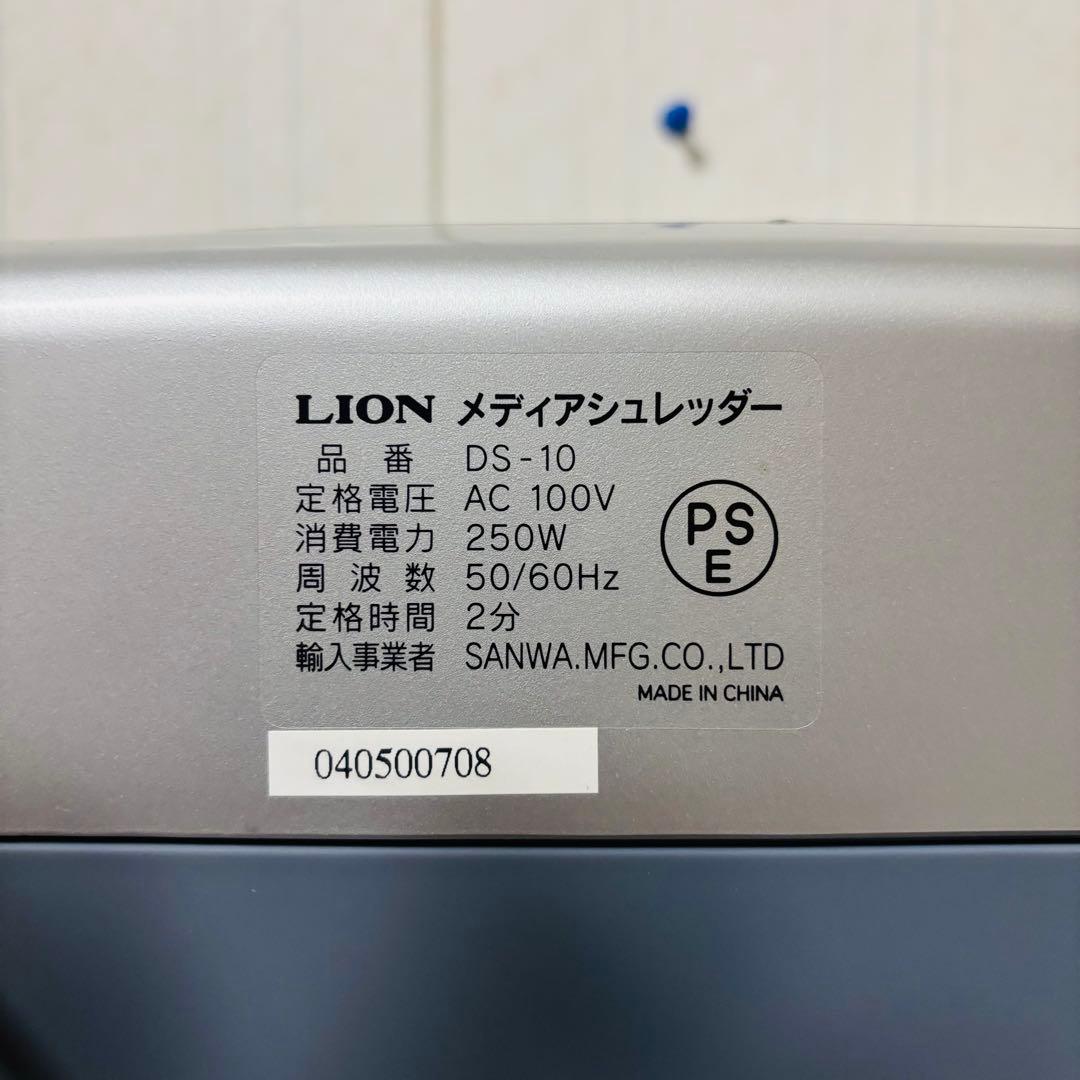 LION メディアシュレッダー
品番 DS-10
定格電圧 AC 100V
消費電力 250W
周波数 50/60Hz
定格時間 2分
輸入事業者 SANWA.MFG.CO.,LTD
MADE IN CHINA
PS
E
040500708